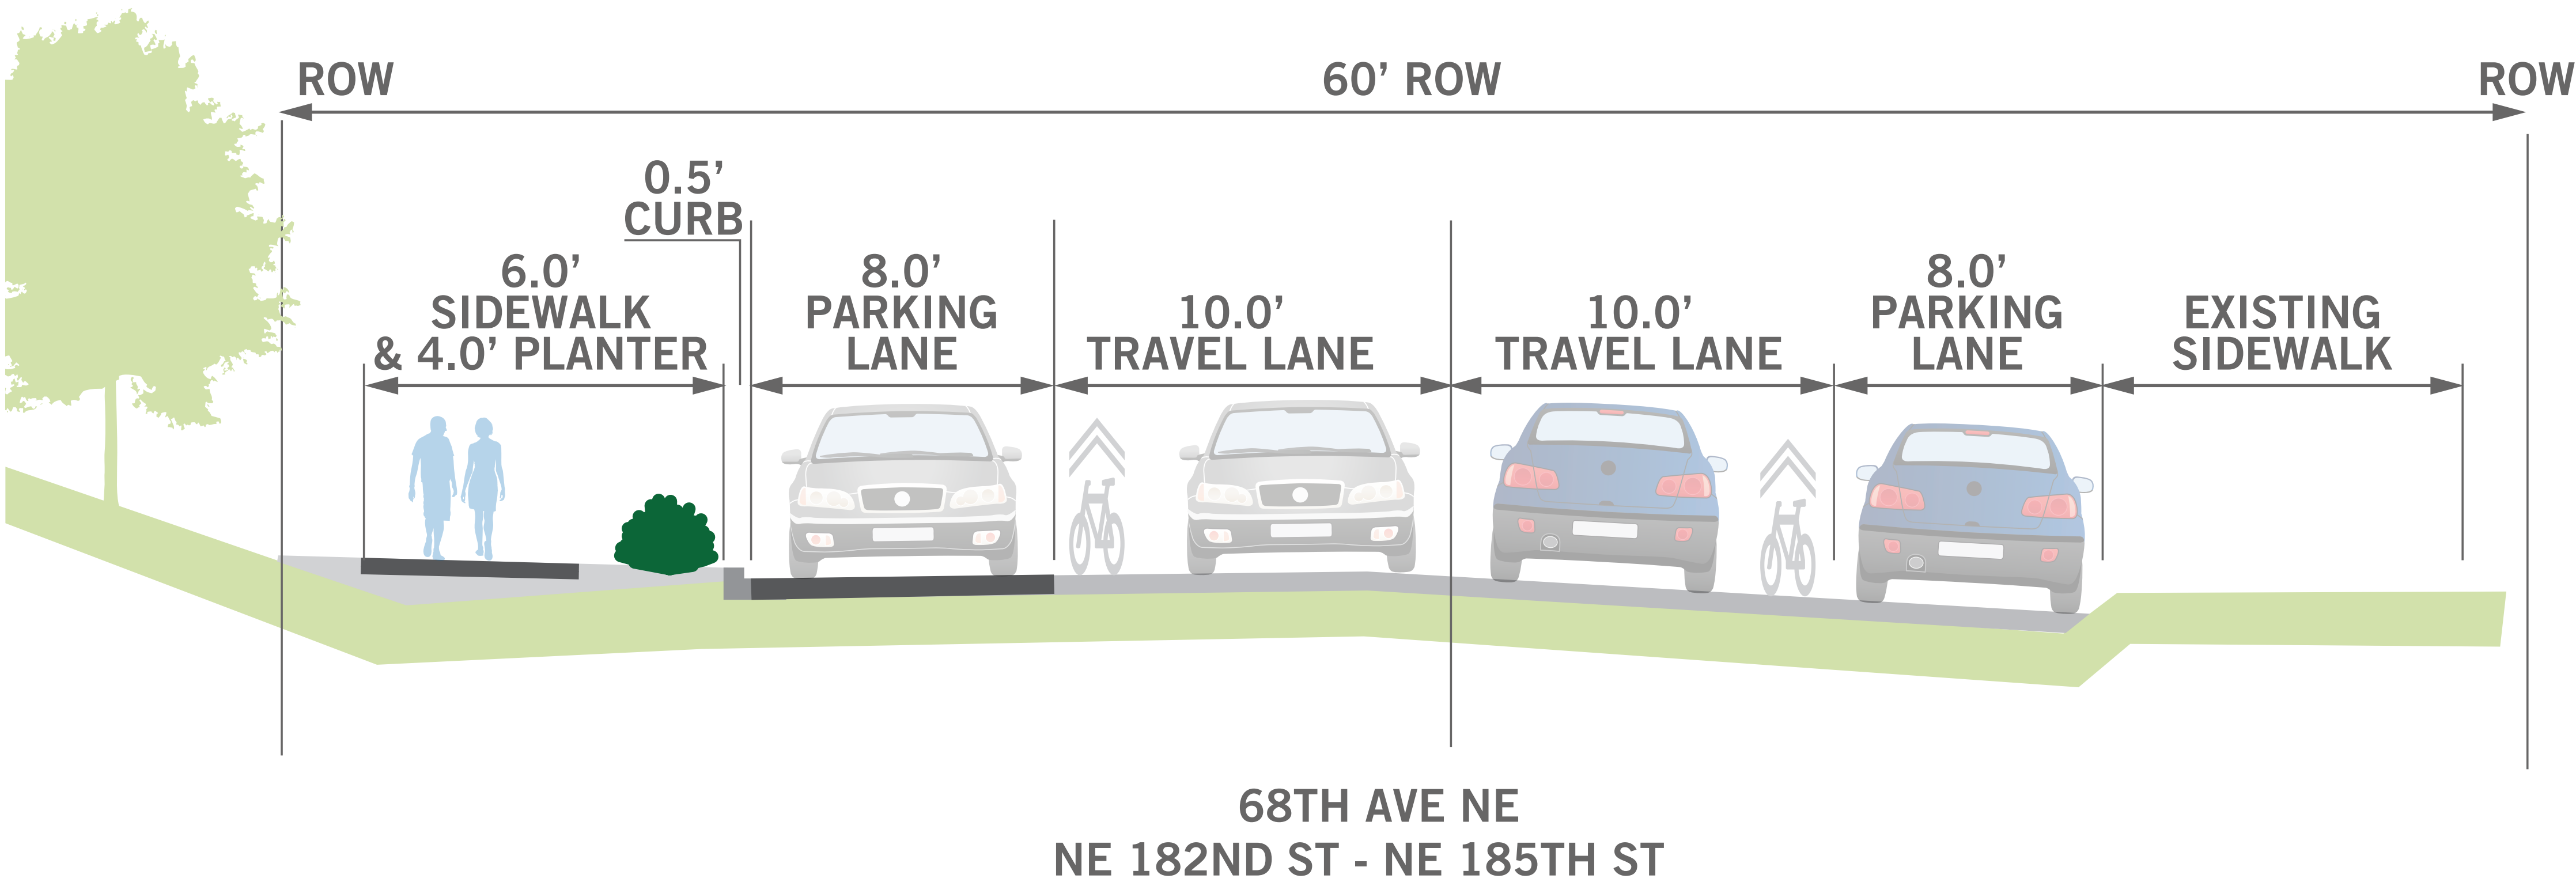 ROW
60’ ROW
ROW
0.5’
CURB
6.0’
SIDEWALK
& 4.0’ PLANTER
8.0’
PARKING
LANE
10.0’
TRAVEL LANE
10.0’
TRAVEL LANE
8.0’
PARKING
LANE
EXISTING
SIDEWALK
68TH AVE NE
NE 182ND ST - NE 185TH ST